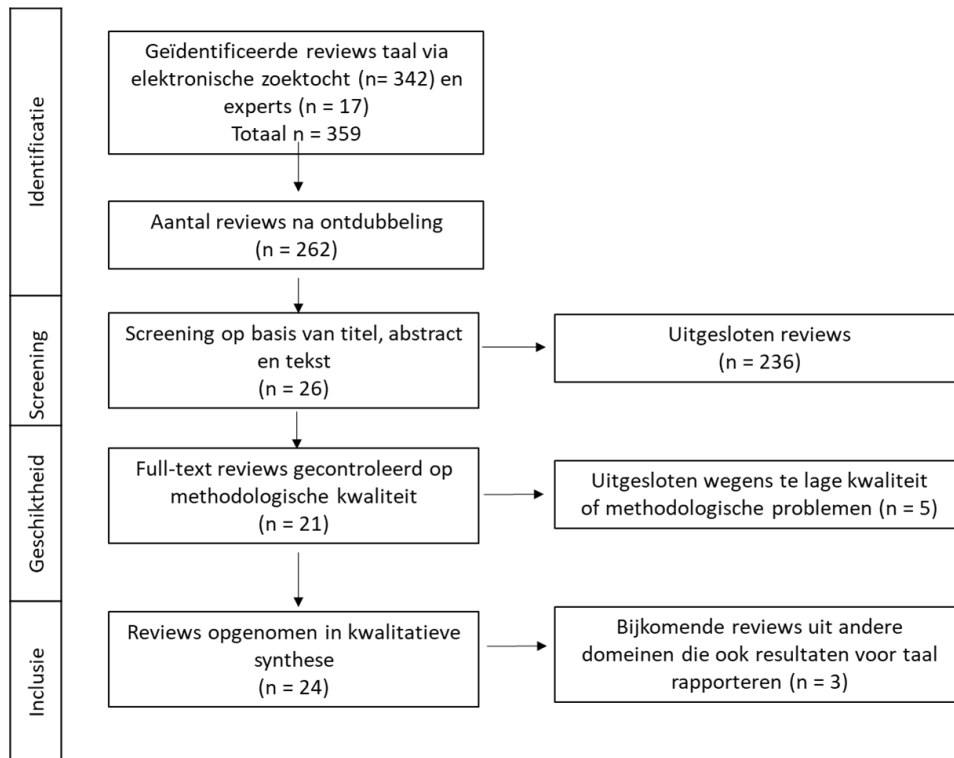 Identificatie
Geïdentificeerde reviews taal via
elektronische zoektocht (n= 342) en
experts (n = 17)
Totaal n = 359
Aantal reviews na ontdubbeling
(n = 262)
Screening
Screening op basis van titel, abstract
en tekst
(n = 26)
Uitgesloten reviews
(n = 236)
Geschiktheid
Full-text reviews gecontroleerd op
methodologische kwaliteit
(n = 21)
Uitgesloten wegens te lage kwaliteit
of methodologische problemen (n = 5)
Inclusie
Reviews opgenomen in kwalitatieve
synthese
(n = 24)
Bijkomende reviews uit andere
domeinen die ook resultaten voor taal
rapporteren (n = 3)